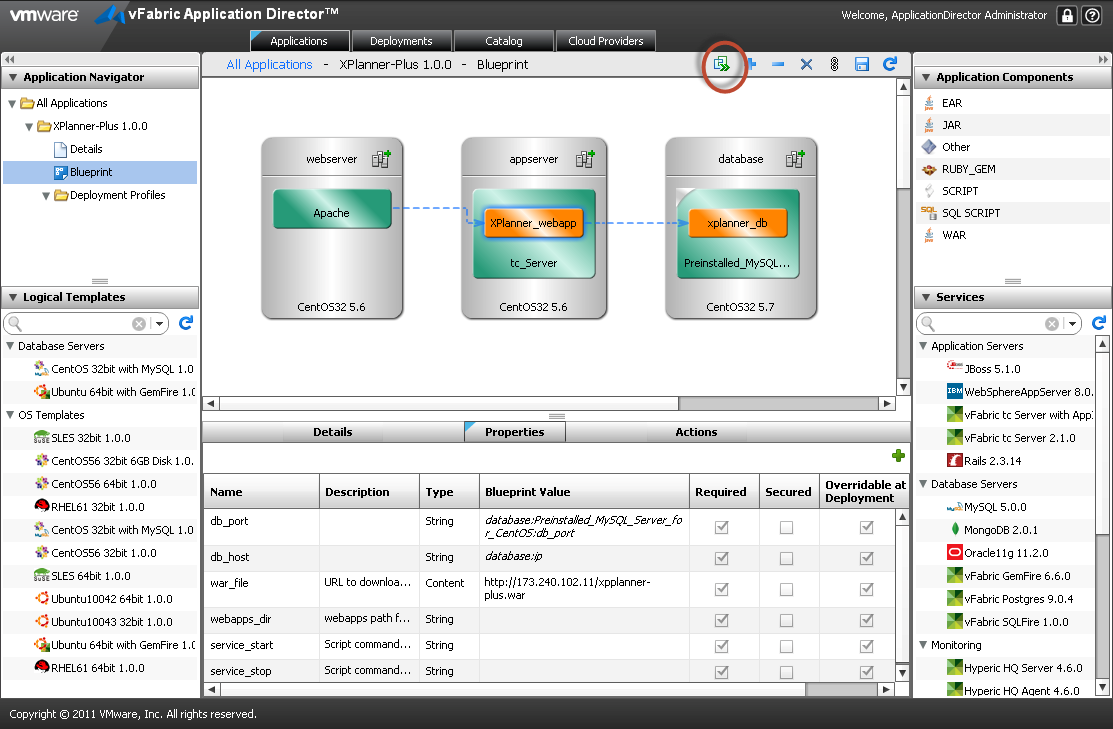 vmware vFabric Application Director™
Welcome, ApplicationDirector Administrator
Applications Deployments Catalog Cloud Providers
All Applications - XPlanner-Plus 1.0.0 - Blueprint
Application Navigator
All Applications
XPlanner-Plus 1.0.0
Details
Blueprint
Deployment Profiles
Logical Templates
Database Servers
CentOS 32bit with MySQL 1.0
Ubuntu 64bit with GemFire 1.0
OS Templates
SLES 32bit 1.0.0
CentOS56 32bit 6GB Disk 1.0.
CentOS56 64bit 1.0.0
RHEL61 32bit 1.0.0
CentOS 32bit with MySQL 1.0
CentOS56 32bit 1.0.0
SLES 64bit 1.0.0
Ubuntu10042 64bit 1.0.0
Ubuntu10043 32bit 1.0.0
Ubuntu 64bit with GemFire 1.0
RHEL61 64bit 1.0.0
webserver
Apache
CentOS32 5.6
appserver
XPlanner_webapp
tc_Server
CentOS32 5.6
database
xplanner_db
Preinstalled_MySQL...
CentOS32 5.7
Details Properties Actions
Name Description Type Blueprint Value Required Secured Overridable at Deployment
db_port String database:Preinstalled_MySQL_Server_fo
r_CentOS:db_port
db_host String database:ip
war_file URL to downloa... Content http://173.240.102.11/xpplanner-
plus.war
webapps_dir webapps path f... String
service_start Script command... String
service_stop Script command... String
Application Components
EAR
JAR
Other
RUBY_GEM
SCRIPT
SQL SCRIPT
WAR
Services
Application Servers
JBoss 5.1.0
IBM WebSphereAppServer 8.0.
vFabric tc Server with App
vFabric tc Server 2.1.0
Rails 2.3.14
Database Servers
MySQL 5.0.0
MongoDB 2.0.1
Oracle11g 11.2.0
vFabric GemFire 6.6.0
vFabric Postgres 9.0.4
vFabric SQLFire 1.0.0
Monitoring
Hyperic HQ Server 4.6.0
Hyperic HQ Agent 4.6.0
Copyright © 2011 VMware, Inc. All rights reserved.